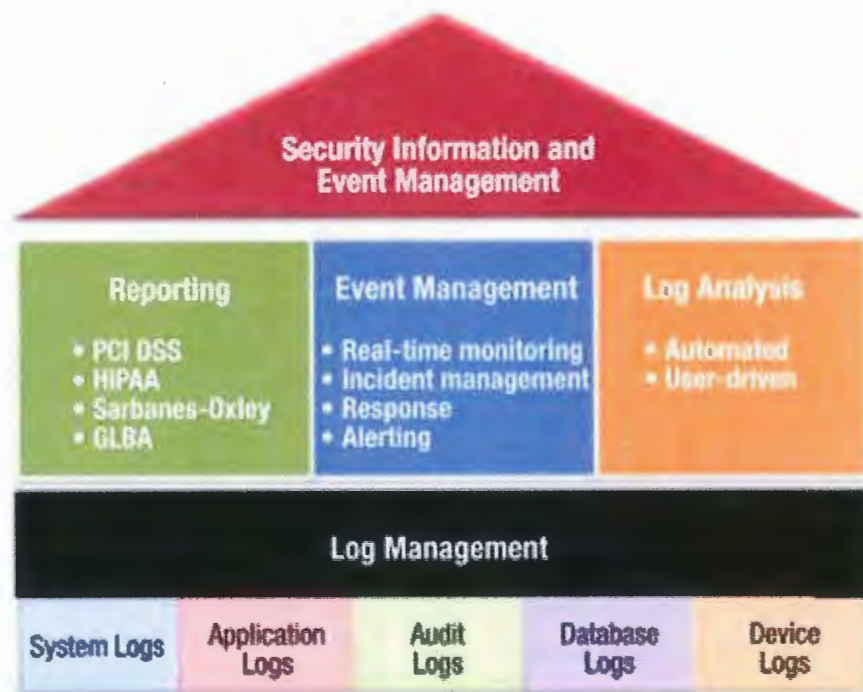 Security Information and
Event Management
Reporting
• PCI DSS
• HIPAA
• Sarbanes-Oxley
• GLBA
Event Management
• Real-time monitoring
• Incident management
• Response
• Alerting
Log Analysis
• Automated
• User-driven
Log Management
System Logs
Application
Logs
Audit
Logs
Database
Logs
Device
Logs